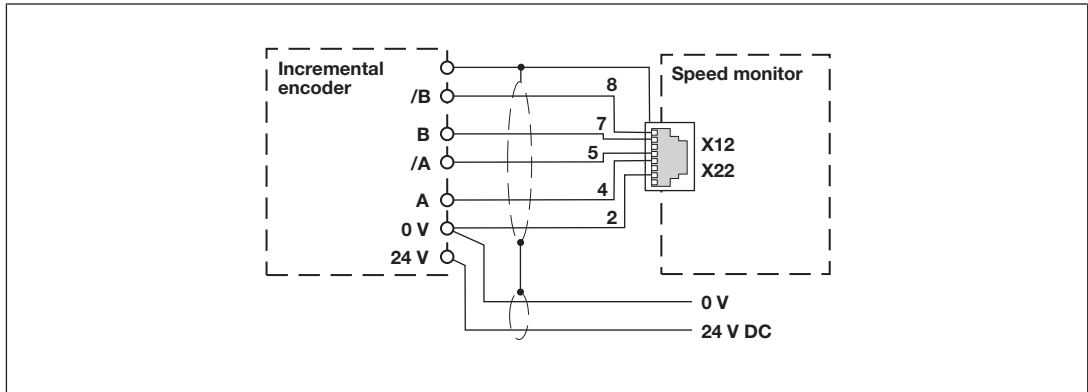 Incremental
encoder
Speed monitor
/B
8
B
7
X12
/A
5
X22
A
4
0 V
2
24 V
0 V
24 V DC